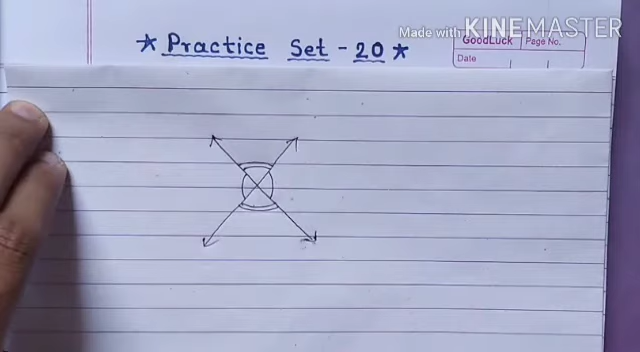 Made with KINEMASTER
* Practice Set - 20 *
GoodLuck Page No.
Date